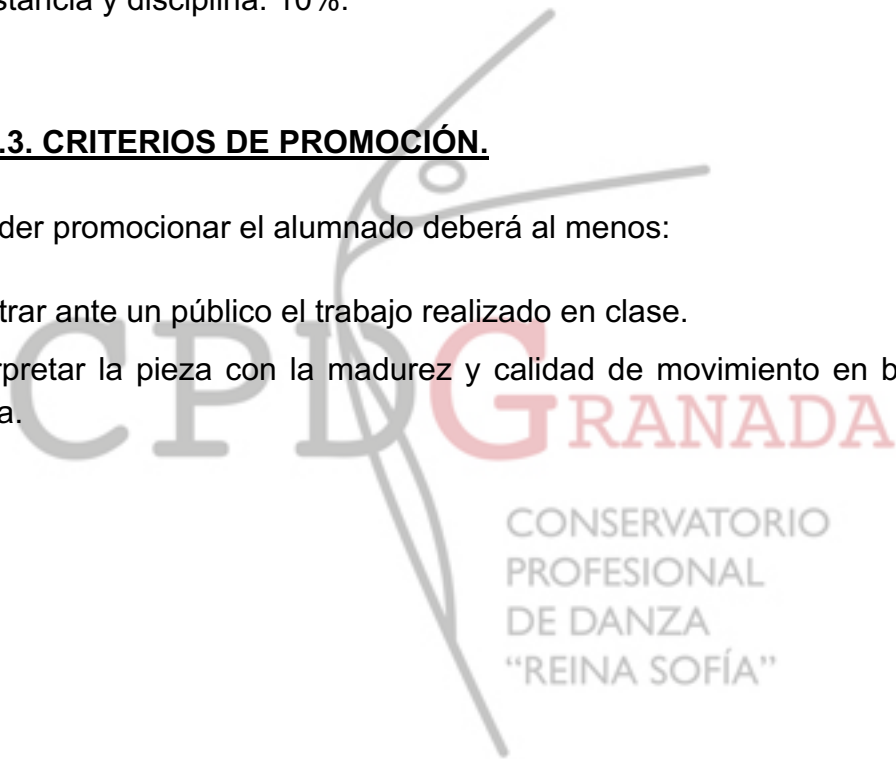 stancia y disciplina: 10%.
.3. CRITERIOS DE PROMOCIÓN.
der promocionar el alumnado deberá al menos:
trar ante un público el trabajo realizado en clase.
rpretar la pieza con la madurez y calidad de movimiento en b
a.
CPDGRANADA
CONSERVATORIO
PROFESIONAL
DE DANZA
“REINA SOFÍA”